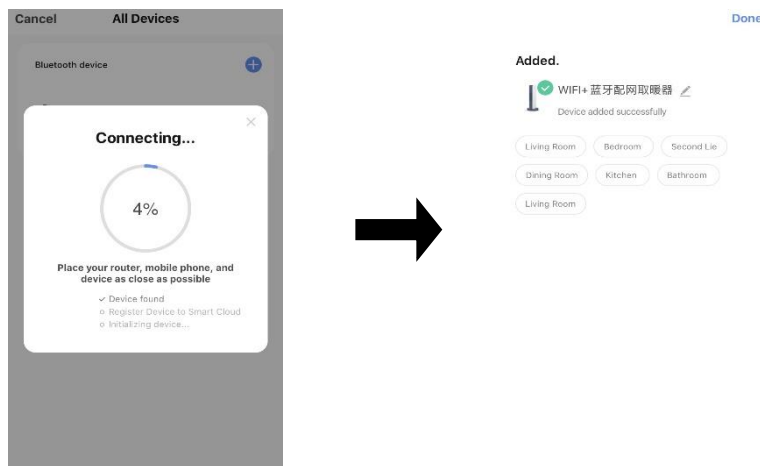 Cancel All Devices
Bluetooth device
Connecting...
4%
Place your router, mobile phone, and
device as close as possible
Device found
Register Device to Smart Cloud
Initializing device...
Done
Added.
WIFI+蓝牙配网取暖器
Device added successfully
Living Room Bedroom Second Lie
Dining Room Kitchen Bathroom
Living Room